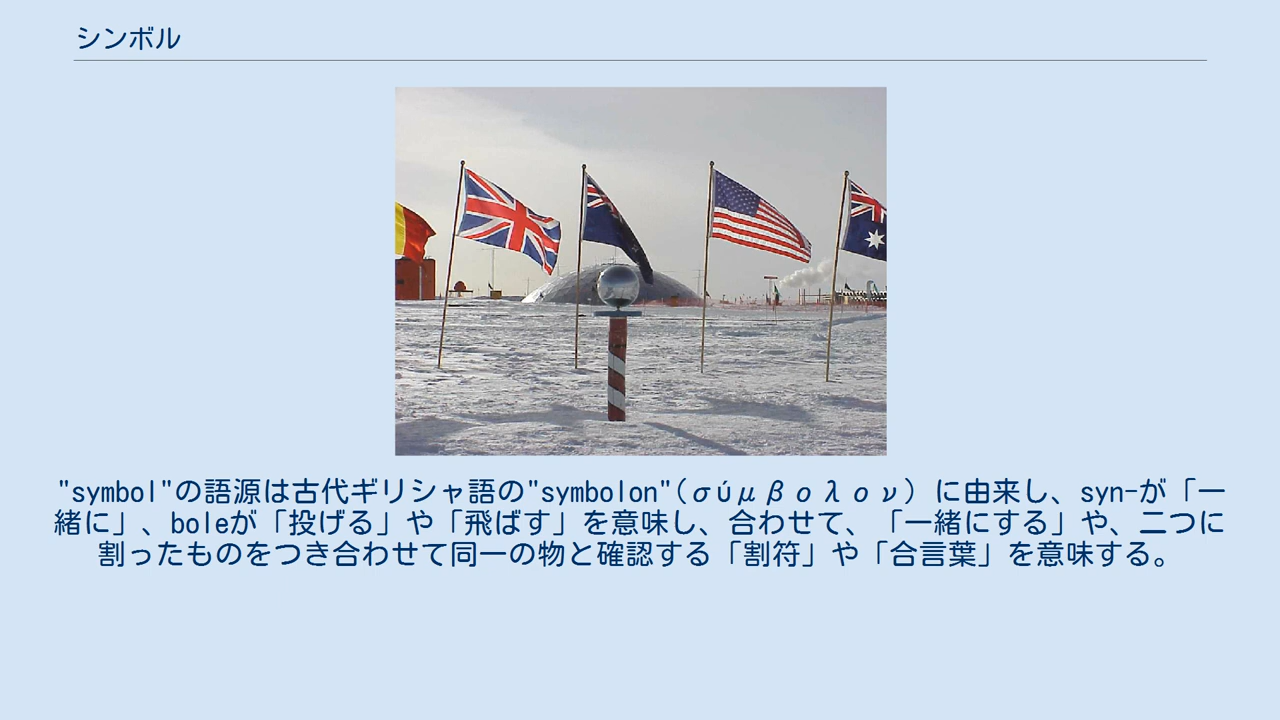 シンボル
"symbol"の語源は古代ギリシャ語の"symbolon"(σύμβολον) に由来し、syn-が「一
緒に」、boleが「投げる」や「飛ばす」を意味し、合わせて、「一緒にする」や、二つに
割ったものをつき合わせて同一の物と確認する「割符」や「合言葉」を意味する。